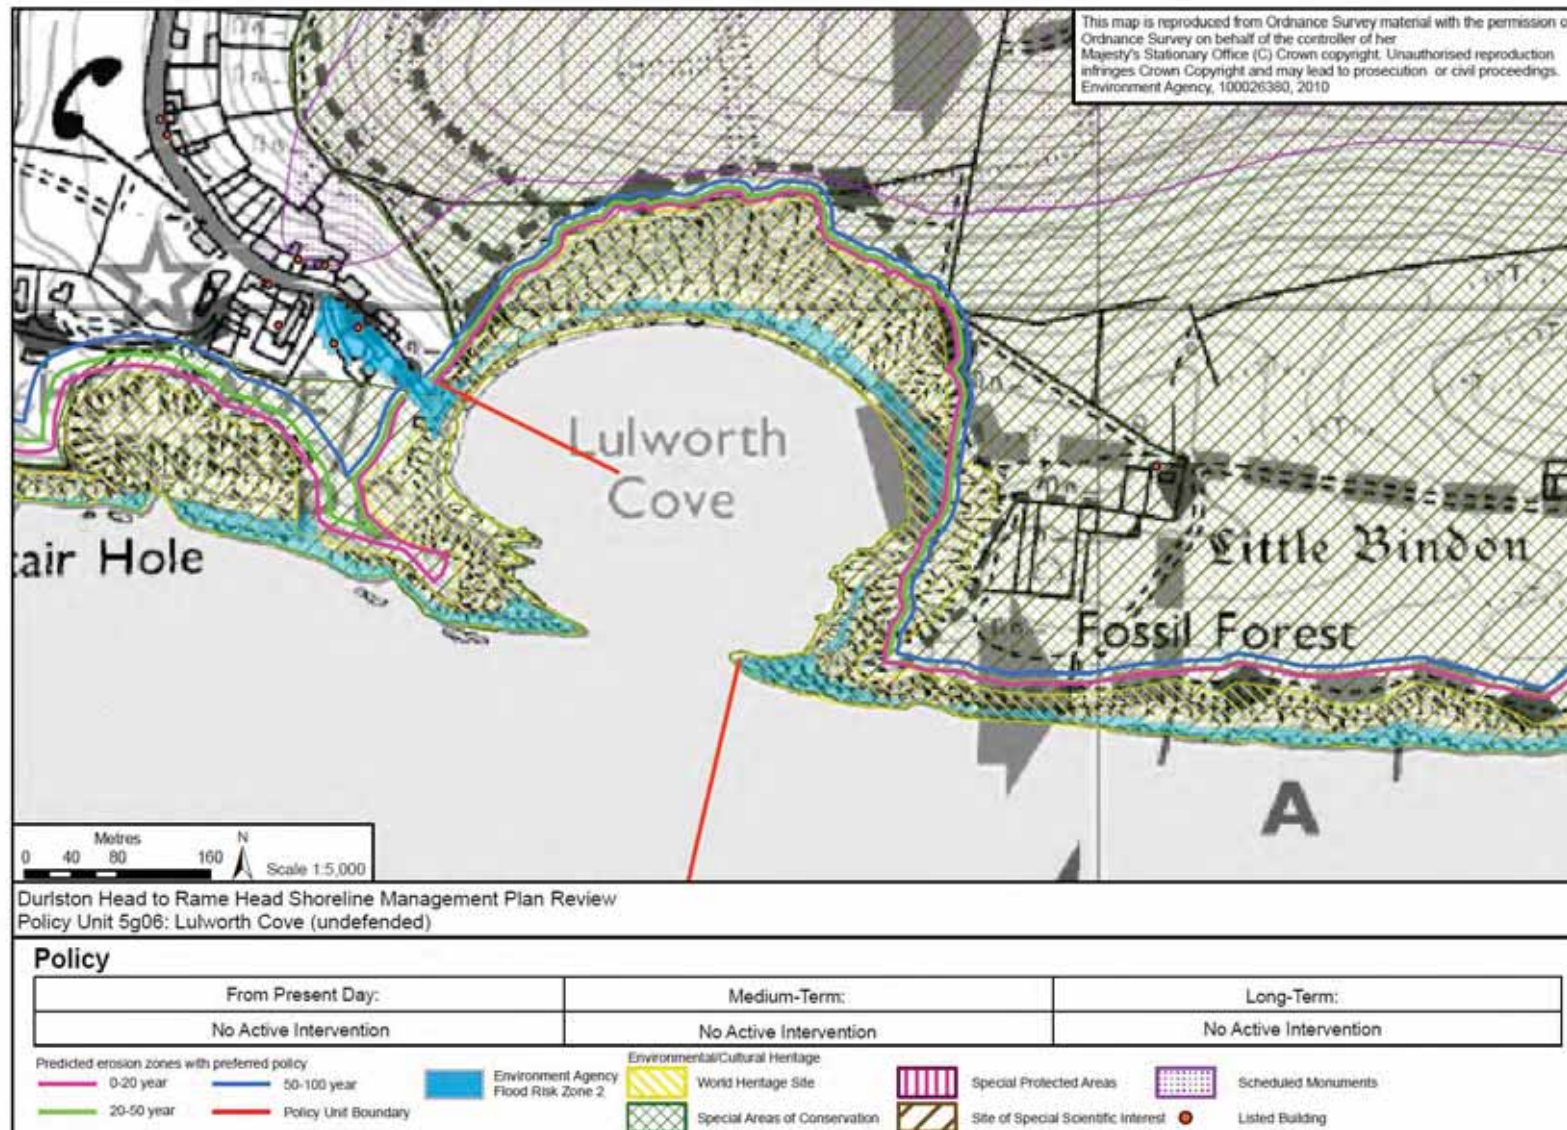 This map is reproduced from Ordnance Survey material with the permission o
Ordnance Survey on behalf of the controller of her
Majesty's Stationary Office (C) Crown copyright. Unauthorised reproduction
infringes Crown Copyright and may lead to prosecution or civil proceedings.
Environment Agency, 100026380, 2010
Lulworth
Cove
tair Hole
Little Bindon
Fossil Forest
A
Metres
0 40 80 160
N
Scale 1:5,000
Durlston Head to Rame Head Shoreline Management Plan Review
Policy Unit 5g06: Lulworth Cove (undefended)
Policy
From Present Day: Medium-Term: Long-Term:
No Active Intervention No Active Intervention No Active Intervention
Predicted erosion zones with preferred policy
0-20 year
50-100 year
20-50 year
Policy Unit Boundary
Environment Agency
Flood Risk Zone 2
Environmental/Cultural Heritage
World Heritage Site
Special Protected Areas
Scheduled Monuments
Special Areas of Conservation
Site of Special Scientific Interest
Listed Building